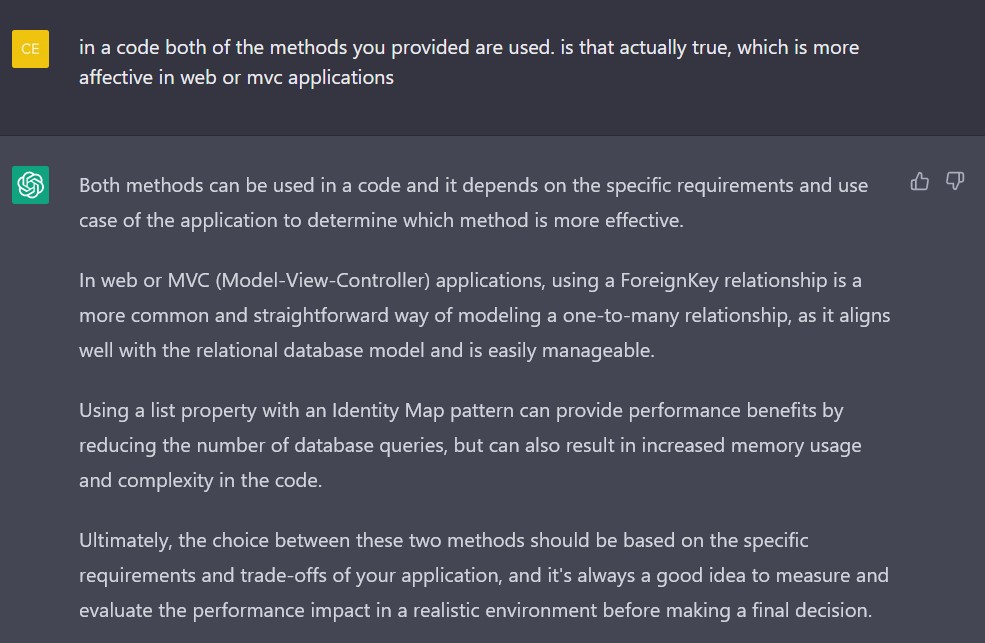 CE
in a code both of the methods you provided are used. is that actually true, which is more
affective in web or mvc applications
Both methods can be used in a code and it depends on the specific requirements and use
case of the application to determine which method is more effective.
In web or MVC (Model-View-Controller) applications, using a ForeignKey relationship is a
more common and straightforward way of modeling a one-to-many relationship, as it aligns
well with the relational database model and is easily manageable.
Using a list property with an Identity Map pattern can provide performance benefits by
reducing the number of database queries, but can also result in increased memory usage
and complexity in the code.
Ultimately, the choice between these two methods should be based on the specific
requirements and trade-offs of your application, and it's always a good idea to measure and
evaluate the performance impact in a realistic environment before making a final decision.